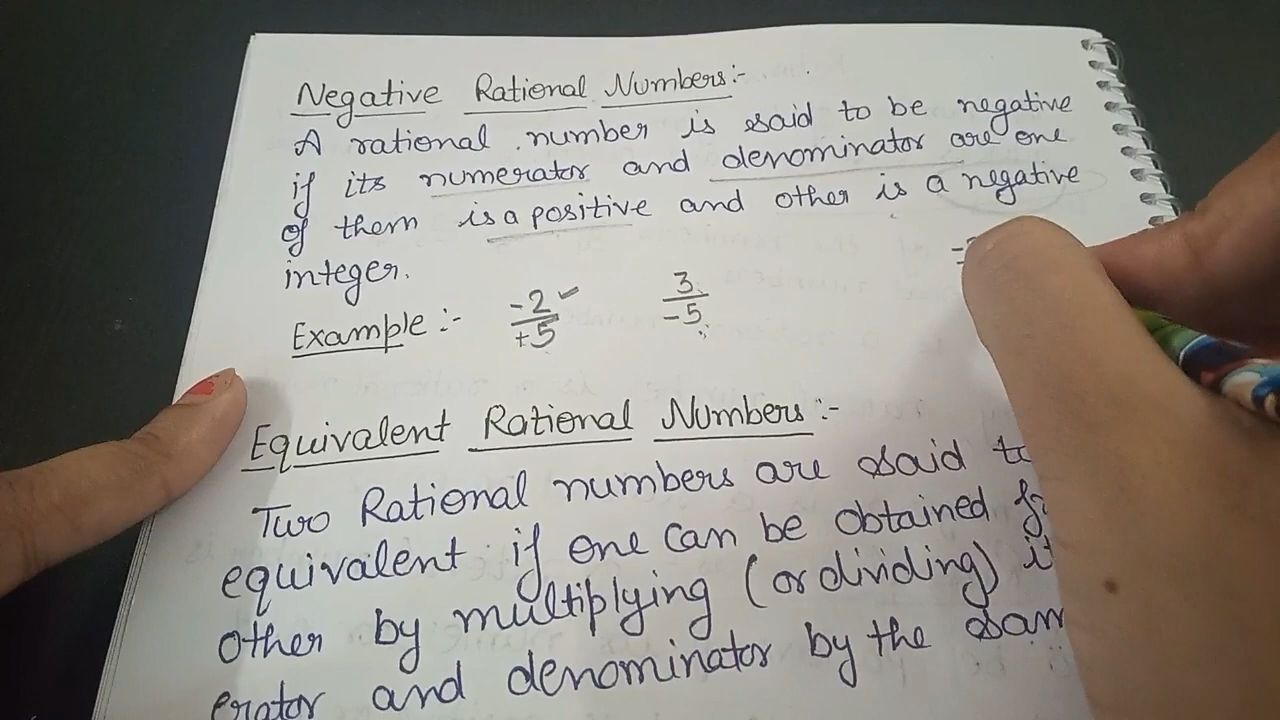 Negative Rational Numbers:-
A rational number is said to be negative
if its numerator and denominator are one
of them is a positive and other is a negative
integer.
Example :- -2/+5 3/-5
Equivalent Rational Numbers:-
Two Rational numbers are said
equivalent if one can be obtained
other by multiplying (or dividing)
and denominator by the